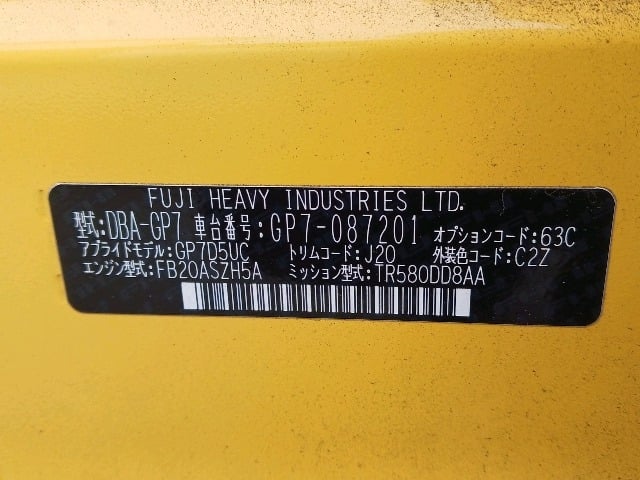 FUJI HEAVY INDUSTRIES LTD.
型式:DBA-GP7 車台番号:GP7-087201 オプションコード:63C
アプライドモデル:GP7D5UC トリムコード:J20 外装色コード:C2Z
エンジン型式:FB20ASZH5A ミッション型式:TR580DD8AA